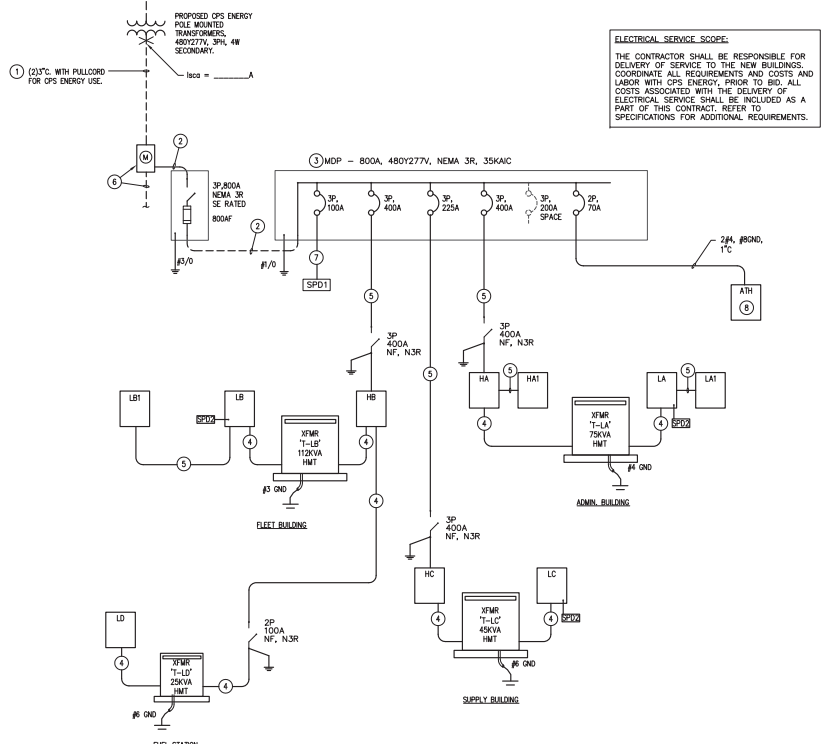 PROPOSED CPS ENERGY
POLE MOUNTED
TRANSFORMERS,
480Y277V, 3PH, 4W
SECONDARY.
Isca = ______A
1
(2)3"C. WITH PULLCORD
FOR CPS ENERGY USE.
ELECTRICAL SERVICE SCOPE:
THE CONTRACTOR SHALL BE RESPONSIBLE FOR
DELIVERY OF SERVICE TO THE NEW BUILDINGS.
COORDINATE ALL REQUIREMENTS AND COSTS AND
LABOR WITH CPS ENERGY, PRIOR TO BID. ALL
COSTS ASSOCIATED WITH THE DELIVERY OF
ELECTRICAL SERVICE SHALL BE INCLUDED AS A
PART OF THIS CONTRACT. REFER TO
SPECIFICATIONS FOR ADDITIONAL REQUIREMENTS.
M
2
6
3P,800A
NEMA 3R
SE RATED
800AF
#3/0
2
3
MDP - 800A, 480Y277V, NEMA 3R, 35KAIC
3P,
100A
3P,
400A
3P,
225A
3P,
400A
3P,
200A
SPACE
2P,
70A
#1/0
7
SPD1
2#4, #8GND,
1"C
ATH
8
5
5
5
3P
400A
NF, N3R
3P
400A
NF, N3R
LB1
LB
SPD2
HB
4
4
5
XFMR
'T-LB'
112KVA
HMT
#3 GND
FLEET BUILDING
4
HA
5
HA1
LA
5
LA1
SPD2
4
4
XFMR
'T-LA'
75KVA
HMT
#4 GND
ADMIN. BUILDING
3P
400A
NF, N3R
HC
LC
SPD2
4
4
XFMR
'T-LC'
45KVA
HMT
#6 GND
SUPPLY BUILDING
2P
100A
NF, N3R
LD
4
4
XFMR
'T-LD'
25KVA
HMT
#6 GND
FUEL STATION